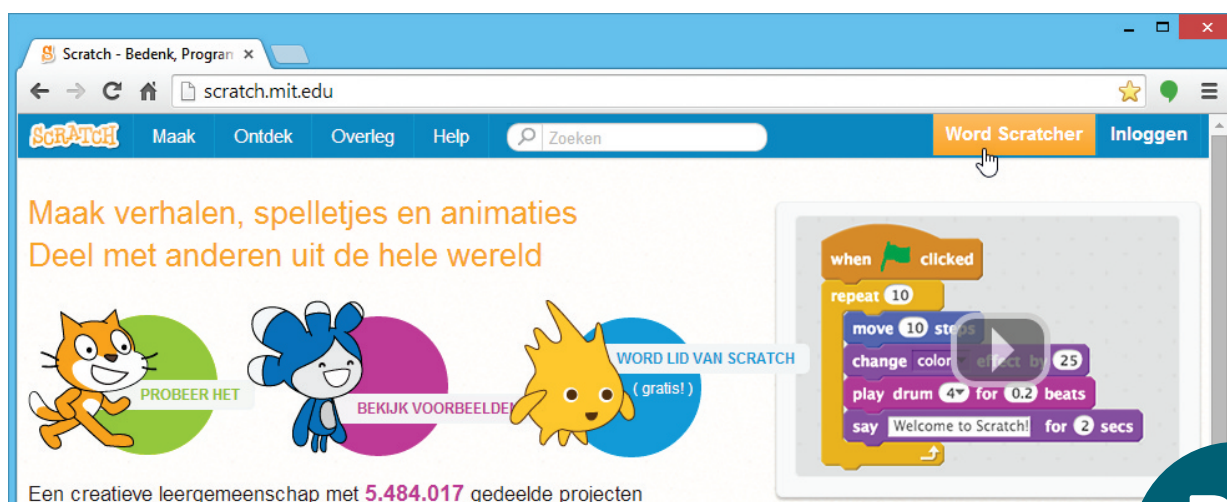 Scratch - Bedenk, Progran
scratch.mit.edu
SCRATCH Maak Ontdek Overleg Help Zoeken Word Scratcher Inloggen
Maak verhalen, spelletjes en animaties
Deel met anderen uit de hele wereld
PROBEER HET
BEKIJK VOORBEELDEN
WORD LID VAN SCRATCH
( gratis! )
when clicked
repeat 10
move 10 steps
change color effect by 25
play drum 4 for 0.2 beats
say Welcome to Scratch! for 2 secs
Een creatieve leergemeenschap met 5.484.017 gedeelde projecten